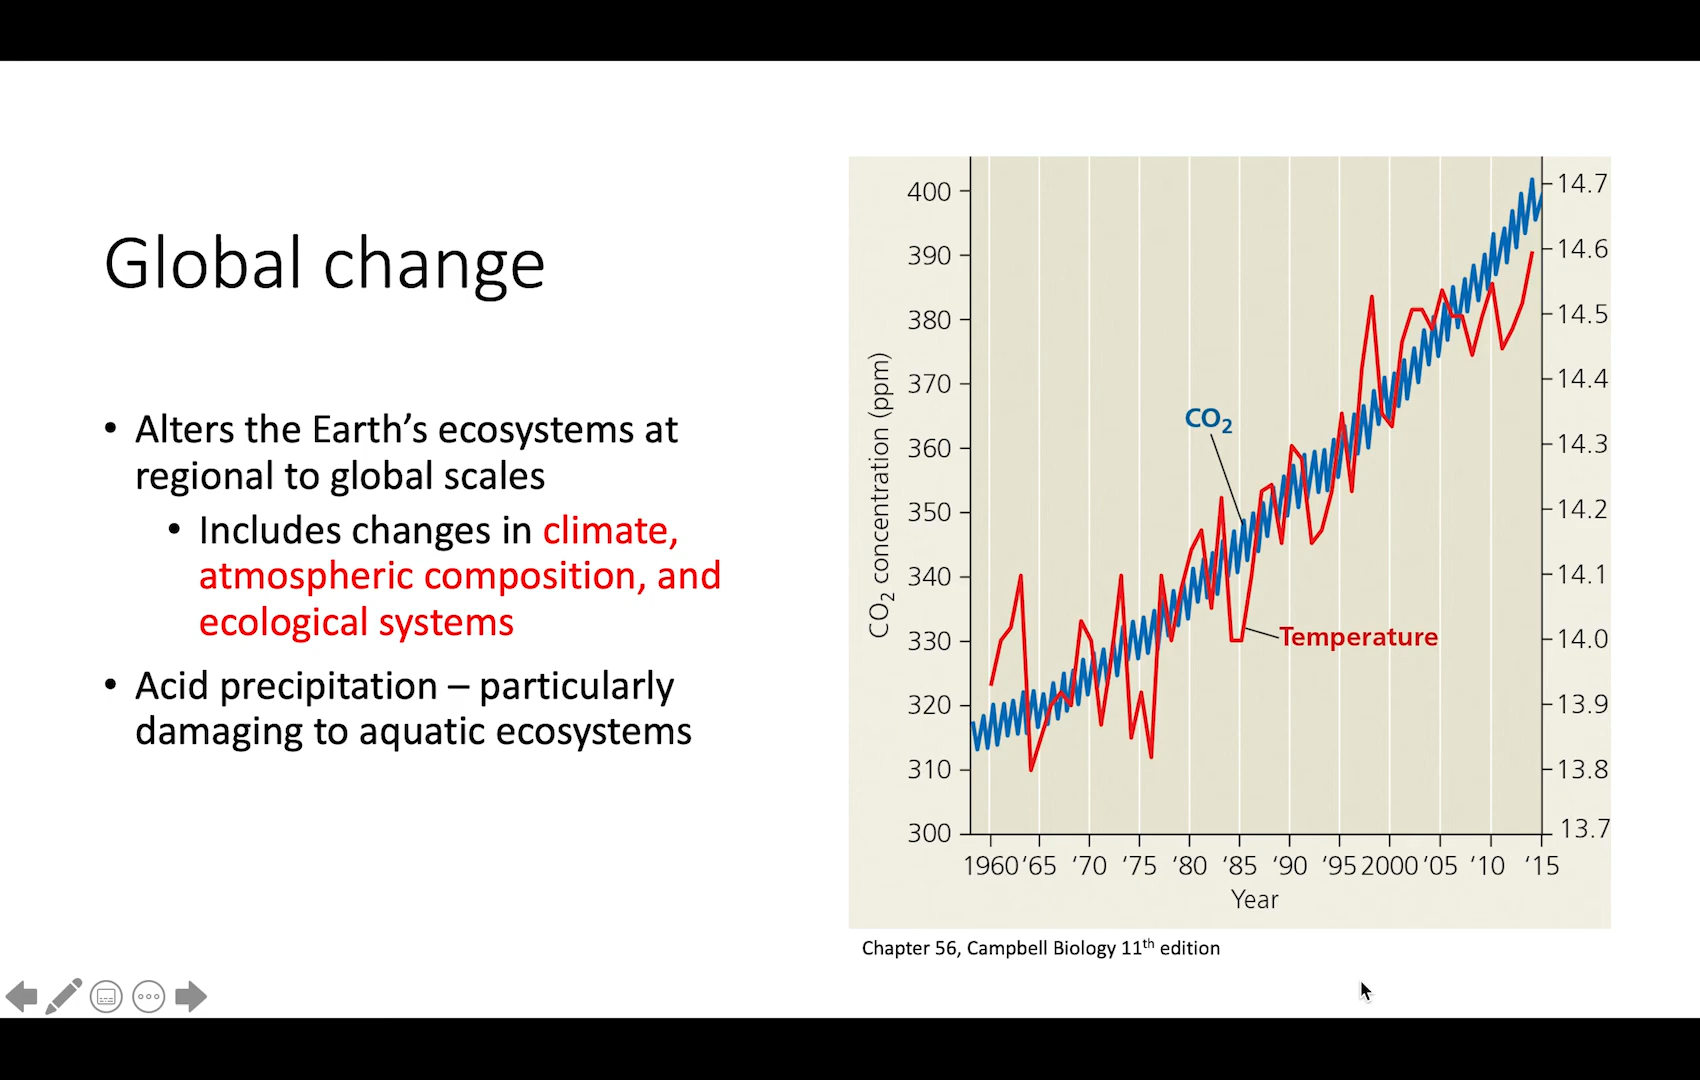 Global change
• Alters the Earth’s ecosystems at
regional to global scales
• Includes changes in climate,
atmospheric composition, and
ecological systems
• Acid precipitation – particularly
damaging to aquatic ecosystems
400
390
380
370
360
350
340
330
320
310
300
CO₂ concentration (ppm)
CO₂
Temperature
14.7
14.6
14.5
14.4
14.3
14.2
14.1
14.0
13.9
13.8
13.7
1960 ‘65 ‘70 ‘75 ‘80 ‘85 ‘90 ‘95 2000 ‘05 ‘10 ‘15
Year
Chapter 56, Campbell Biology 11th edition